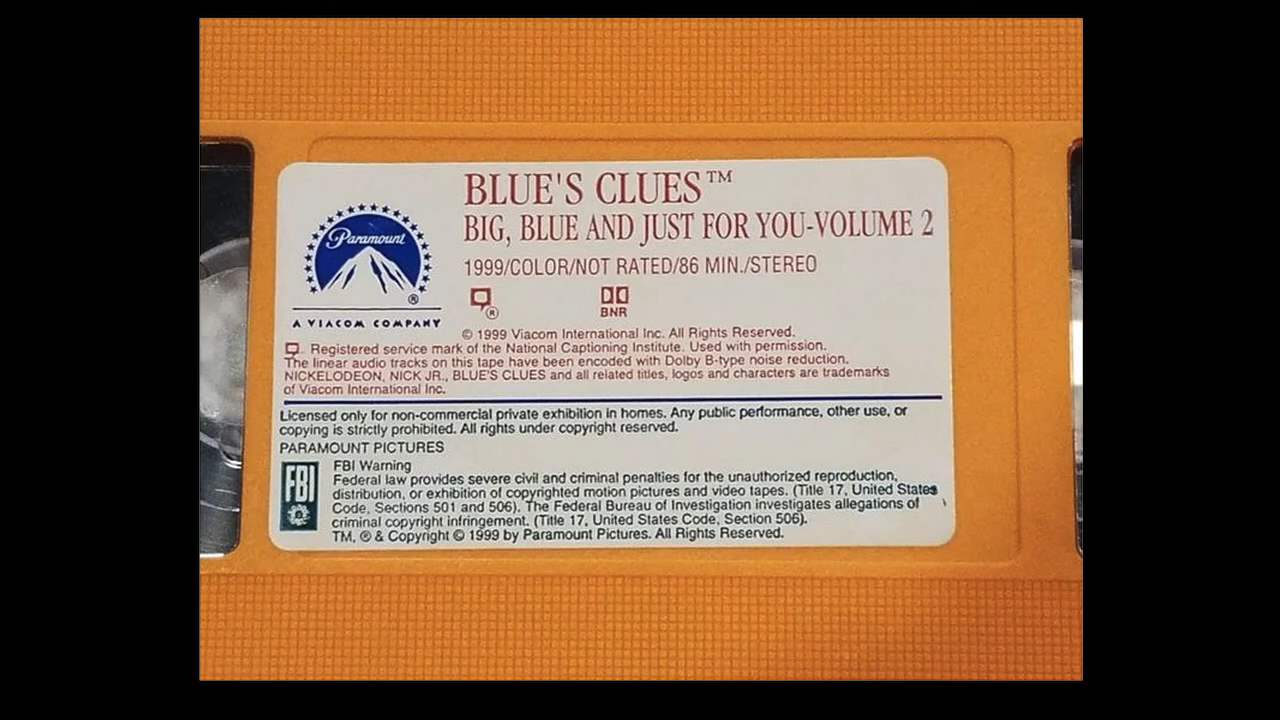 BLUE'S CLUES™
BIG, BLUE AND JUST FOR YOU-VOLUME 2
1999/COLOR/NOT RATED/86 MIN./STEREO
Paramount
®
A VIACOM COMPANY
®
BNR
© 1999 Viacom International Inc. All Rights Reserved.
Registered service mark of the National Captioning Institute. Used with permission.
The linear audio tracks on this tape have been encoded with Dolby B-type noise reduction.
NICKELODEON, NICK JR., BLUE'S CLUES and all related titles, logos and characters are trademarks
of Viacom International Inc.
Licensed only for non-commercial private exhibition in homes. Any public performance, other use, or
copying is strictly prohibited. All rights under copyright reserved.
PARAMOUNT PICTURES
FBI
FBI Warning
Federal law provides severe civil and criminal penalties for the unauthorized reproduction,
distribution, or exhibition of copyrighted motion pictures and video tapes. (Title 17, United States
Code, Sections 501 and 506). The Federal Bureau of Investigation investigates allegations of
criminal copyright infringement. (Title 17, United States Code, Section 506).
TM, ® & Copyright © 1999 by Paramount Pictures. All Rights Reserved.